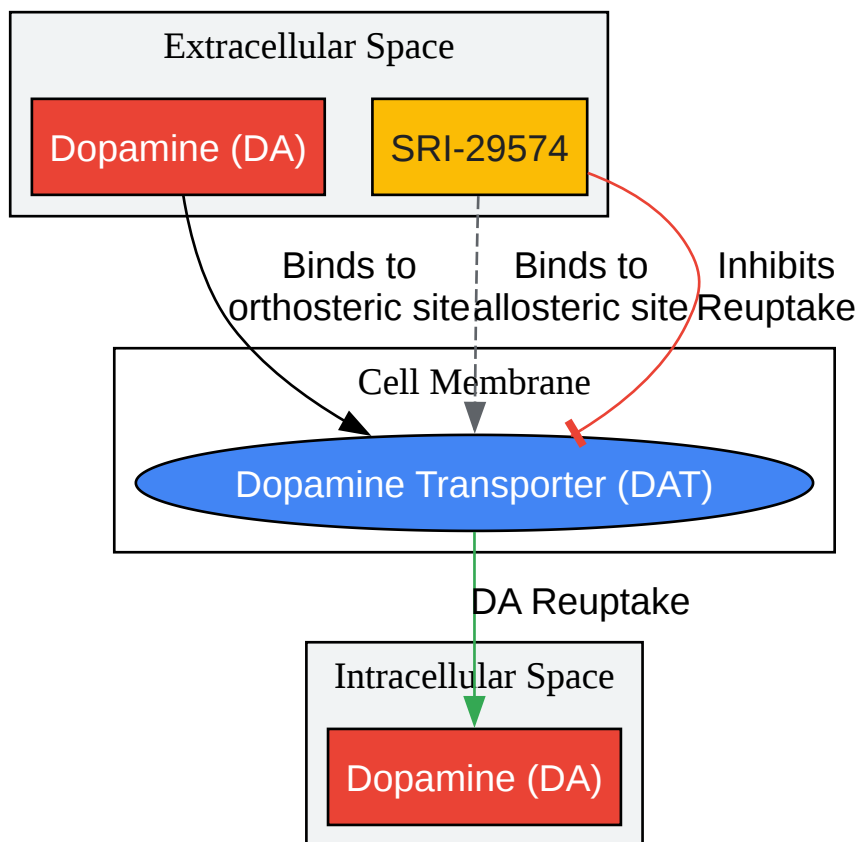 Extracellular Space
Dopamine (DA)
SRI-29574
Binds to
orthosteric site
Binds to
allosteric site
Inhibits
Reuptake
Cell Membrane
Dopamine Transporter (DAT)
DA Reuptake
Intracellular Space
Dopamine (DA)